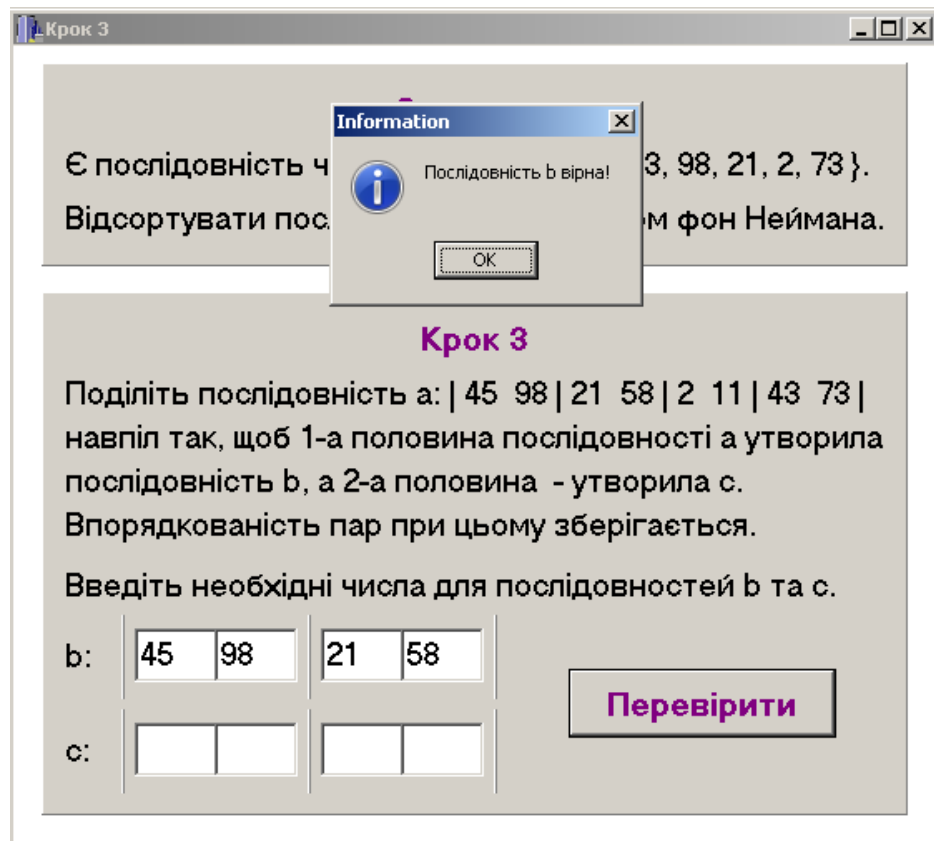 Крок 3
Information
Є послідовність 3, 98, 21, 2, 73}.
Послідовність b вірна!
Відсортувати фон Неймана.
OK
Крок 3
Поділіть послідовність a: | 45 98 | 21 58 | 2 11 | 43 73 |
навпіл так, щоб 1-а половина послідовності a утворила
послідовність b, а 2-а половина - утворила c.
Впорядкованість пар при цьому зберігається.
Введіть необхідні числа для послідовностей b та c.
b: 45 98 21 58
Перевірити
c: